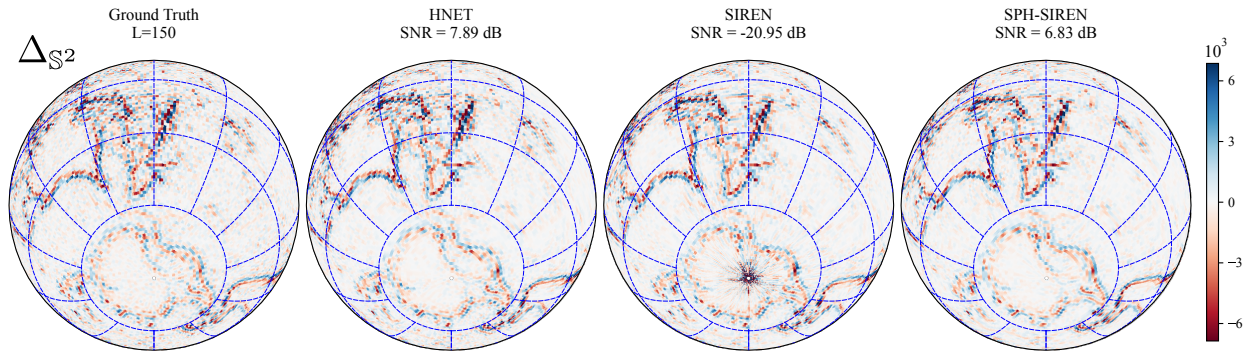 Ground Truth
L=150
HNET
SNR = 7.89 dB
SIREN
SNR = -20.95 dB
SPH-SIREN
SNR = 6.83 dB
Δ𝕊²
10³
6
3
0
−3
−6